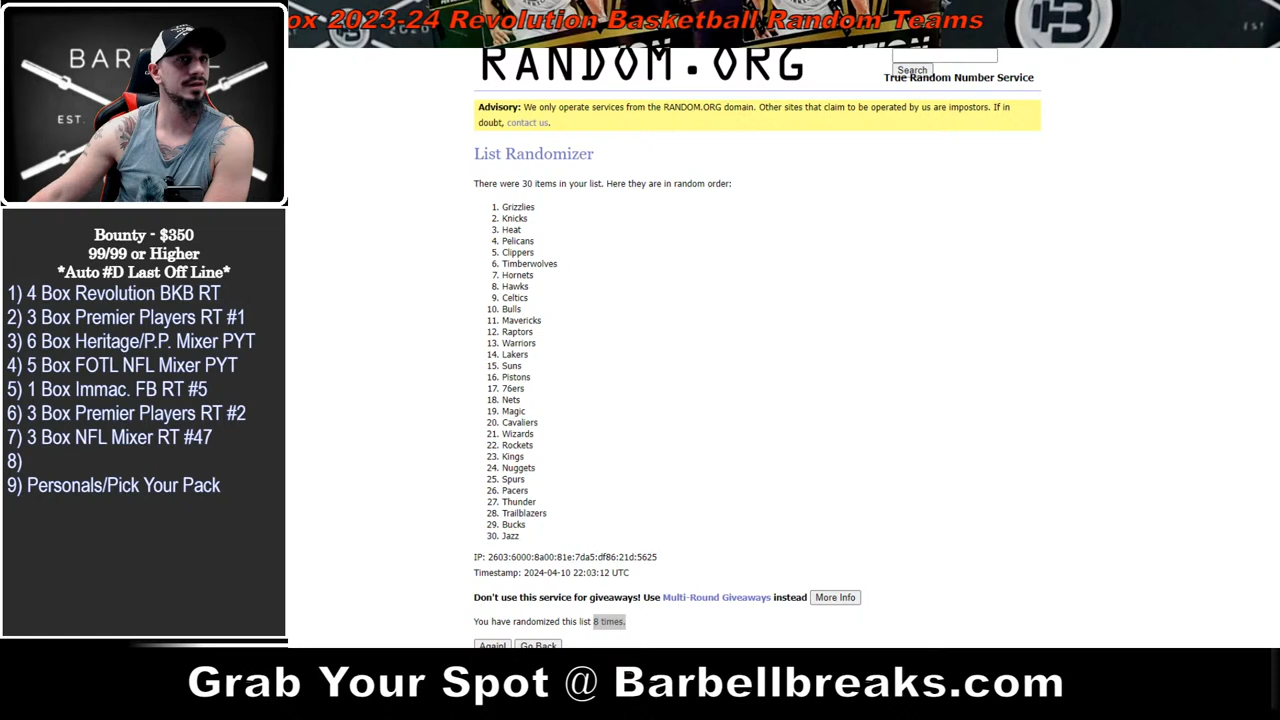 ox 2023-24 Revolution Basketball Random Teams
EST.
Bounty - $350
99/99 or Higher
*Auto #D Last Off Line*
1) 4 Box Revolution BKB RT
2) 3 Box Premier Players RT #1
3) 6 Box Heritage/P.P. Mixer PYT
4) 5 Box FOTL NFL Mixer PYT
5) 1 Box Immac. FB RT #5
6) 3 Box Premier Players RT #2
7) 3 Box NFL Mixer RT #47
8)
9) Personals/Pick Your Pack
RANDOM.ORG
Search
True Random Number Service
Advisory: We only operate services from the RANDOM.ORG domain. Other sites that claim to be operated by us are impostors. If in
doubt, contact us.
List Randomizer
There were 30 items in your list. Here they are in random order:
1. Grizzlies
2. Knicks
3. Heat
4. Pelicans
5. Clippers
6. Timberwolves
7. Hornets
8. Hawks
9. Celtics
10. Bulls
11. Mavericks
12. Raptors
13. Warriors
14. Lakers
15. Suns
16. Pistons
17. 76ers
18. Nets
19. Magic
20. Cavaliers
21. Wizards
22. Rockets
23. Kings
24. Nuggets
25. Spurs
26. Pacers
27. Thunder
28. Trailblazers
29. Bucks
30. Jazz
IP: 2603:6000:8a00:81e:7da5:df86:21d:5625
Timestamp: 2024-04-10 22:03:12 UTC
Don't use this service for giveaways! Use Multi-Round Giveaways instead More Info
You have randomized this list 8 times.
Again! Go Back
Grab Your Spot @ Barbellbreaks.com